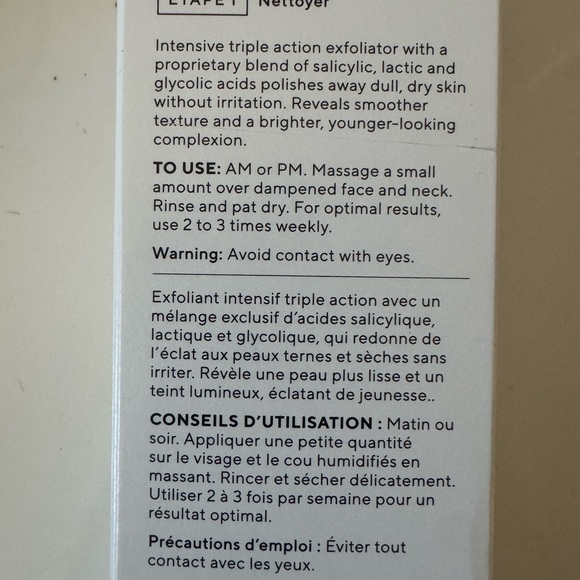 ÉTAPE 1 Nettoyer
Intensive triple action exfoliator with a
proprietary blend of salicylic, lactic and
glycolic acids polishes away dull, dry skin
without irritation. Reveals smoother
texture and a brighter, younger-looking
complexion.
TO USE: AM or PM. Massage a small
amount over dampened face and neck.
Rinse and pat dry. For optimal results,
use 2 to 3 times weekly.
Warning: Avoid contact with eyes.
Exfoliant intensif triple action avec un
mélange exclusif d'acides salicylique,
lactique et glycolique, qui redonne de
l'éclat aux peaux ternes et sèches sans
irriter. Révèle une peau plus lisse et un
teint lumineux, éclatant de jeunesse..
CONSEILS D'UTILISATION : Matin ou
soir. Appliquer une petite quantité
sur le visage et le cou humidifiés en
massant. Rincer et sécher délicatement.
Utiliser 2 à 3 fois par semaine pour un
résultat optimal.
Précautions d'emploi : Éviter tout
contact avec les yeux.